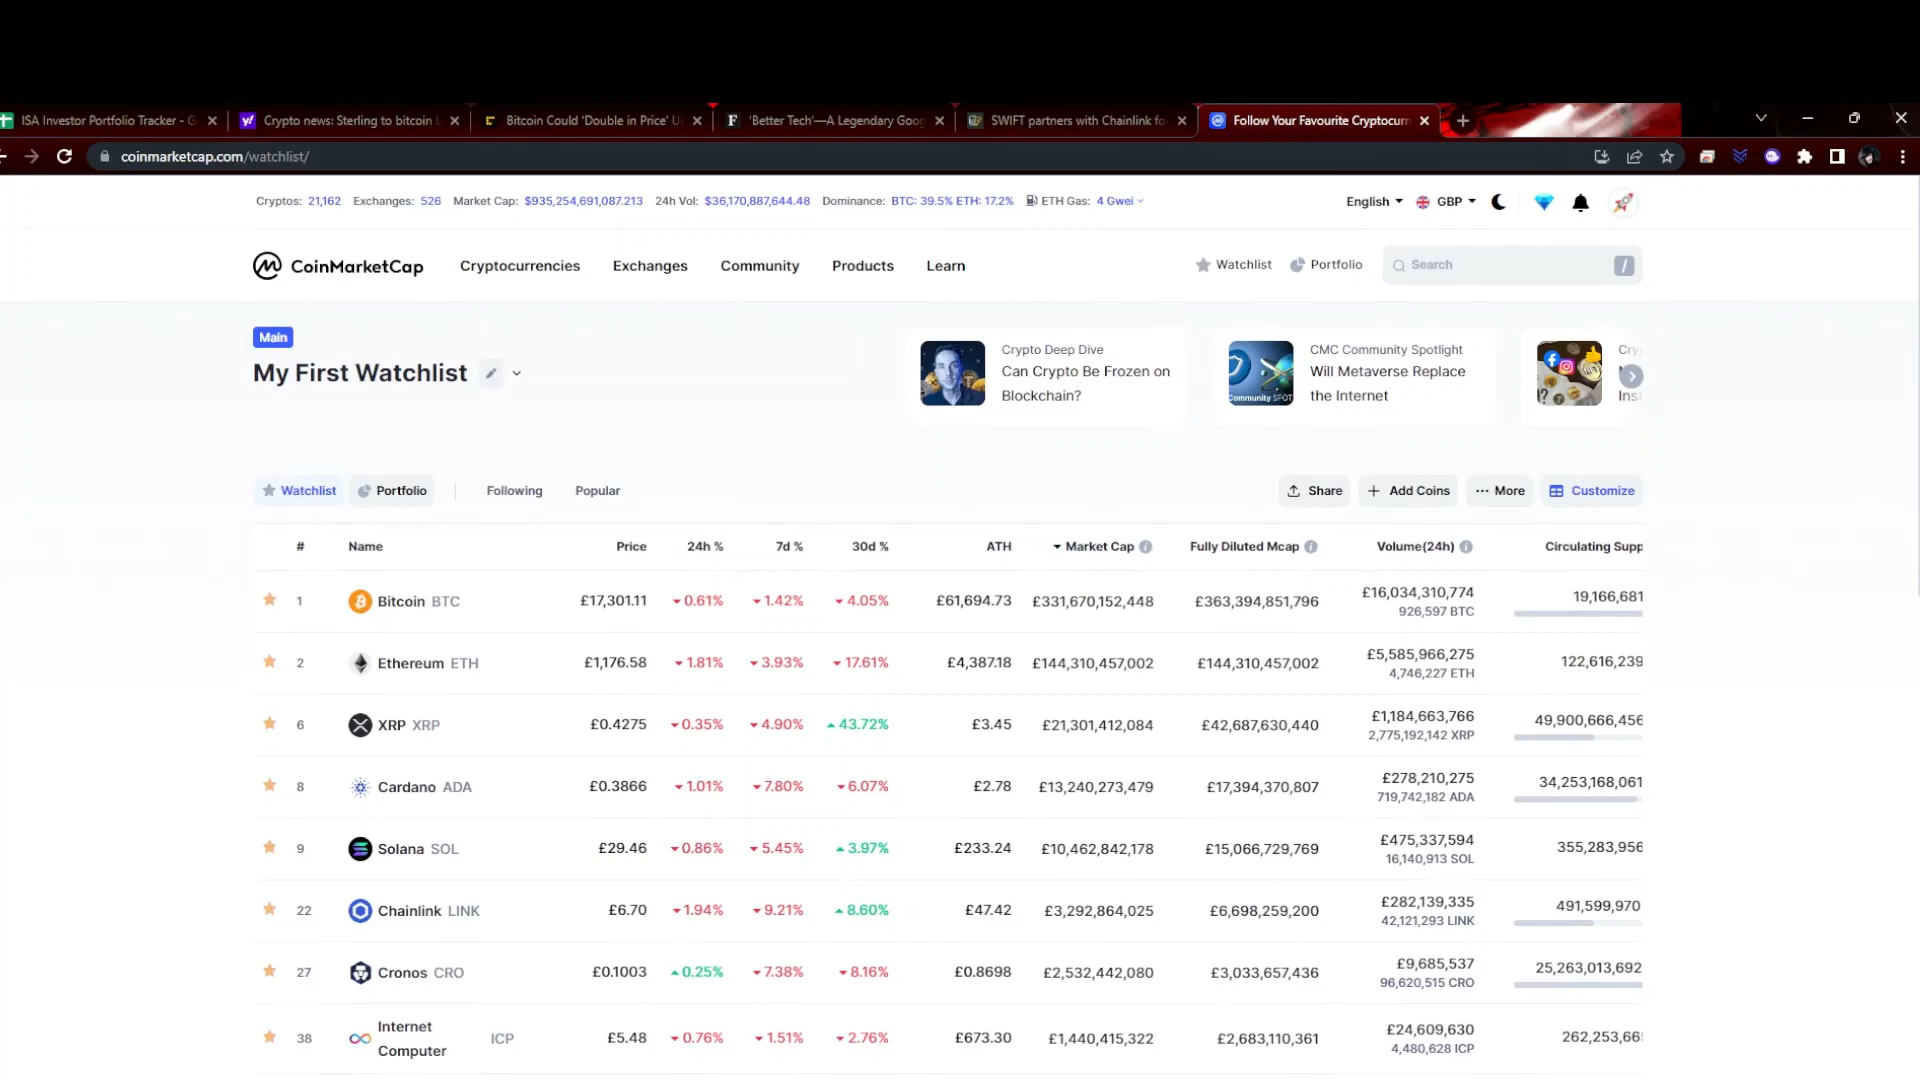 ISA Investor Portfolio Tracker - G
Crypto news: Sterling to bitcoin
Bitcoin Could 'Double in Price' U
'Better Tech'—A Legendary Goog
SWIFT partners with Chainlink fo
Follow Your Favourite Cryptocurr
coinmarketcap.com/watchlist/
Cryptos: 21,162 Exchanges: 526 Market Cap: $935,254,691,087.213 24h Vol: $36,170,887,644.48 Dominance: BTC: 39.5% ETH: 17.2% ETH Gas: 4 Gwei
English GBP
CoinMarketCap Cryptocurrencies Exchanges Community Products Learn Watchlist Portfolio Search /
Main
My First Watchlist
Crypto Deep Dive
Can Crypto Be Frozen on
Blockchain?
Community SPOT
CMC Community Spotlight
Will Metaverse Replace
the Internet
Cry
Ins
Watchlist Portfolio Following Popular Share + Add Coins ... More Customize
# Name Price 24h % 7d % 30d % ATH Market Cap Fully Diluted Mcap Volume(24h) Circulating Supp
1 Bitcoin BTC £17,301.11 0.61% 1.42% 4.05% £61,694.73 £331,670,152,448 £363,394,851,796 £16,034,310,774 19,166,681
926,597 BTC
2 Ethereum ETH £1,176.58 1.81% 3.93% 17.61% £4,387.18 £144,310,457,002 £144,310,457,002 £5,585,966,275 122,616,239
4,746,227 ETH
6 XRP XRP £0.4275 0.35% 4.90% 43.72% £3.45 £21,301,412,084 £42,687,630,440 £1,184,663,766 49,900,666,456
2,775,192,142 XRP
8 Cardano ADA £0.3866 1.01% 7.80% 6.07% £2.78 £13,240,273,479 £17,394,370,807 £278,210,275 34,253,168,061
719,742,182 ADA
9 Solana SOL £29.46 0.86% 5.45% 3.97% £233.24 £10,462,842,178 £15,066,729,769 £475,337,594 355,283,956
16,140,913 SOL
22 Chainlink LINK £6.70 1.94% 9.21% 8.60% £47.42 £3,292,864,025 £6,698,259,200 £282,139,335 491,599,970
42,121,293 LINK
27 Cronos CRO £0.1003 0.25% 7.38% 8.16% £0.8698 £2,532,442,080 £3,033,657,436 £9,685,537 25,263,013,692
96,620,515 CRO
38 Internet Computer ICP £5.48 0.76% 1.51% 2.76% £673.30 £1,440,415,322 £2,683,110,361 £24,609,630 262,253,66
4,480,628 ICP